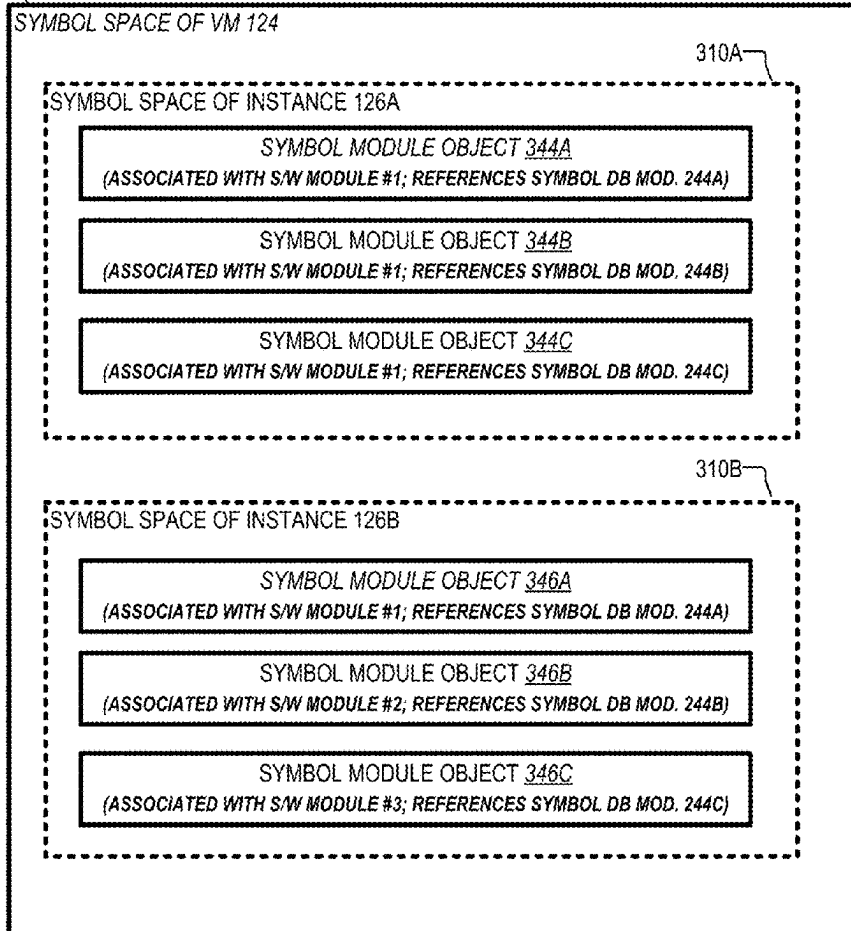 SYMBOL SPACE OF VM 124
310A
SYMBOL SPACE OF INSTANCE 126A
SYMBOL MODULE OBJECT 344A
(ASSOCIATED WITH S/W MODULE #1; REFERENCES SYMBOL DB MOD. 244A)
SYMBOL MODULE OBJECT 344B
(ASSOCIATED WITH S/W MODULE #1; REFERENCES SYMBOL DB MOD. 244B)
SYMBOL MODULE OBJECT 344C
(ASSOCIATED WITH S/W MODULE #1; REFERENCES SYMBOL DB MOD. 244C)
310B
SYMBOL SPACE OF INSTANCE 126B
SYMBOL MODULE OBJECT 346A
(ASSOCIATED WITH S/W MODULE #1; REFERENCES SYMBOL DB MOD. 244A)
SYMBOL MODULE OBJECT 346B
(ASSOCIATED WITH S/W MODULE #2; REFERENCES SYMBOL DB MOD. 244B)
SYMBOL MODULE OBJECT 346C
(ASSOCIATED WITH S/W MODULE #3; REFERENCES SYMBOL DB MOD. 244C)